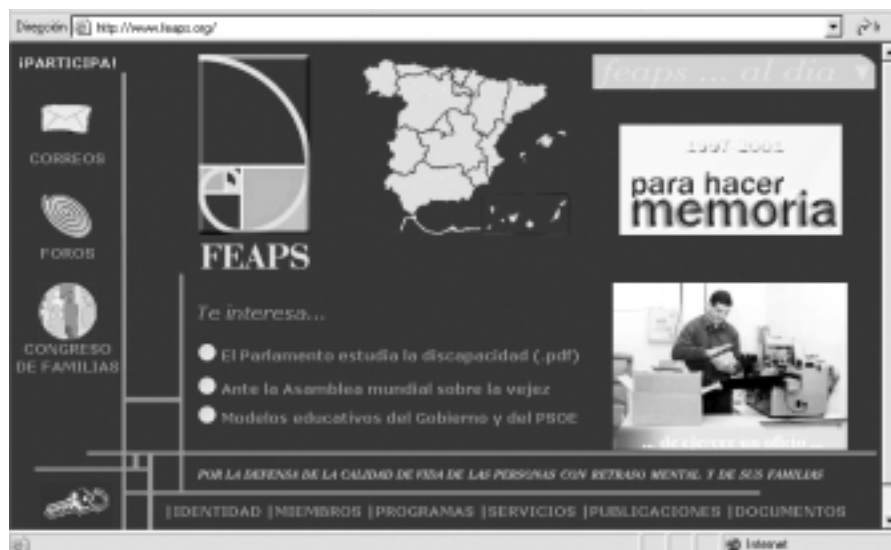 Dirección http://www.feaps.org/
¡PARTICIPA!
CORREOS
FOROS
CONGRESO
DE FAMILIAS
FEAPS
feaps ... al día
1997-2001
para hacer
memoria
Te interesa...
El Parlamento estudia la discapacidad (.pdf)
Ante la Asamblea mundial sobre la vejez
Modelos educativos del Gobierno y del PSOE
... de ejercer un oficio ...
POR LA DEFENSA DE LA CALIDAD DE VIDA DE LAS PERSONAS CON RETRASO MENTAL Y DE SUS FAMILIAS
|IDENTIDAD |MIEMBROS |PROGRAMAS |SERVICIOS |PUBLICACIONES |DOCUMENTOS
Internet